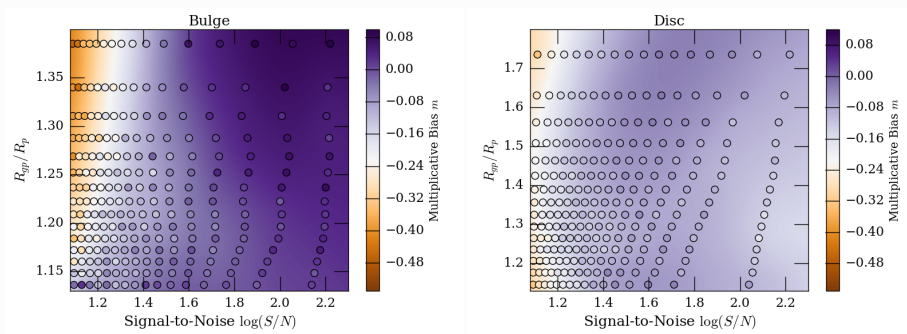 Bulge
1.35
1.30
1.25
1.20
1.15
R_gp/R_p
1.2 1.4 1.6 1.8 2.0 2.2
Signal-to-Noise log(S/N)
0.08
0.00
−0.08
−0.16
−0.24
−0.32
−0.40
−0.48
Multiplicative Bias m
Disc
1.7
1.6
1.5
1.4
1.3
1.2
R_gp/R_p
1.2 1.4 1.6 1.8 2.0 2.2
Signal-to-Noise log(S/N)
0.08
0.00
−0.08
−0.16
−0.24
−0.32
−0.40
−0.48
Multiplicative Bias m